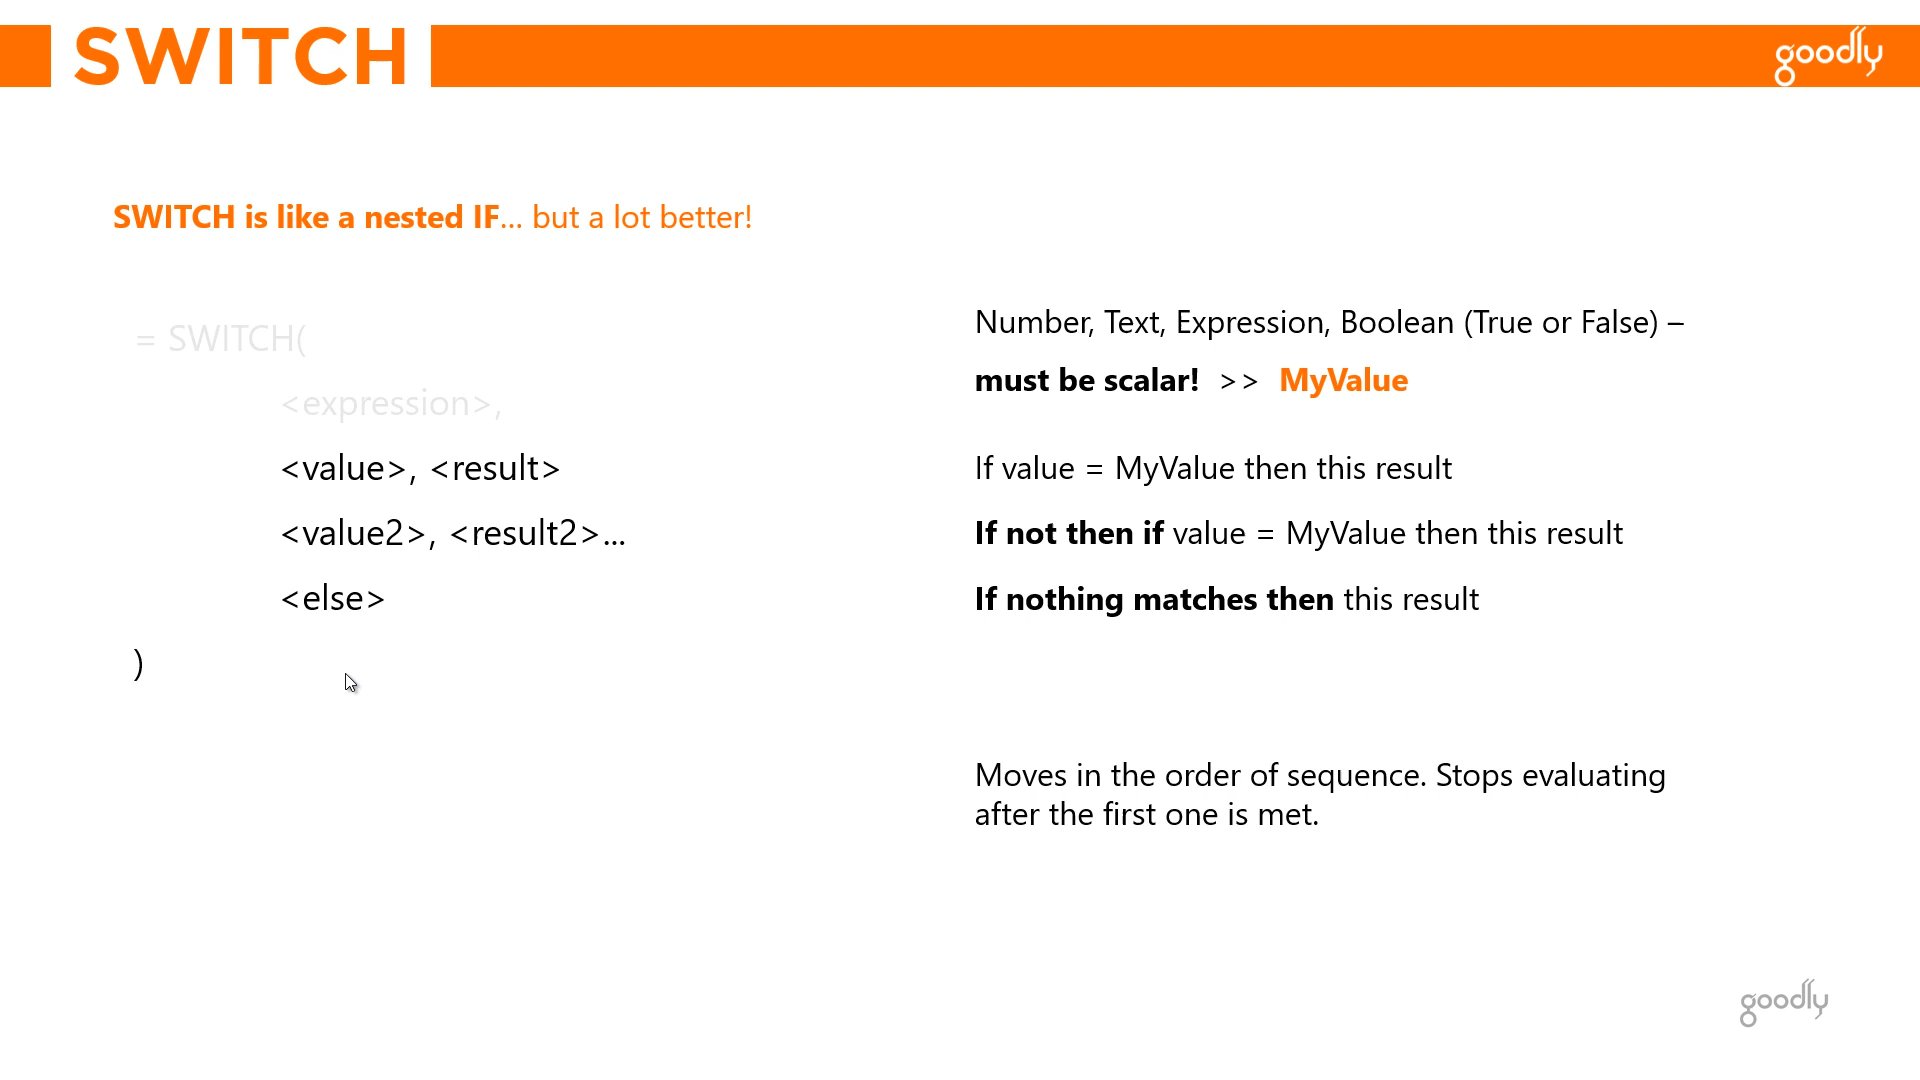 SWITCH
goodly
SWITCH is like a nested IF... but a lot better!
= SWITCH(
<expression>,
<value>, <result>
<value2>, <result2>...
<else>
)
Number, Text, Expression, Boolean (True or False) –
must be scalar! >> MyValue
If value = MyValue then this result
If not then if value = MyValue then this result
If nothing matches then this result
Moves in the order of sequence. Stops evaluating
after the first one is met.
goodly